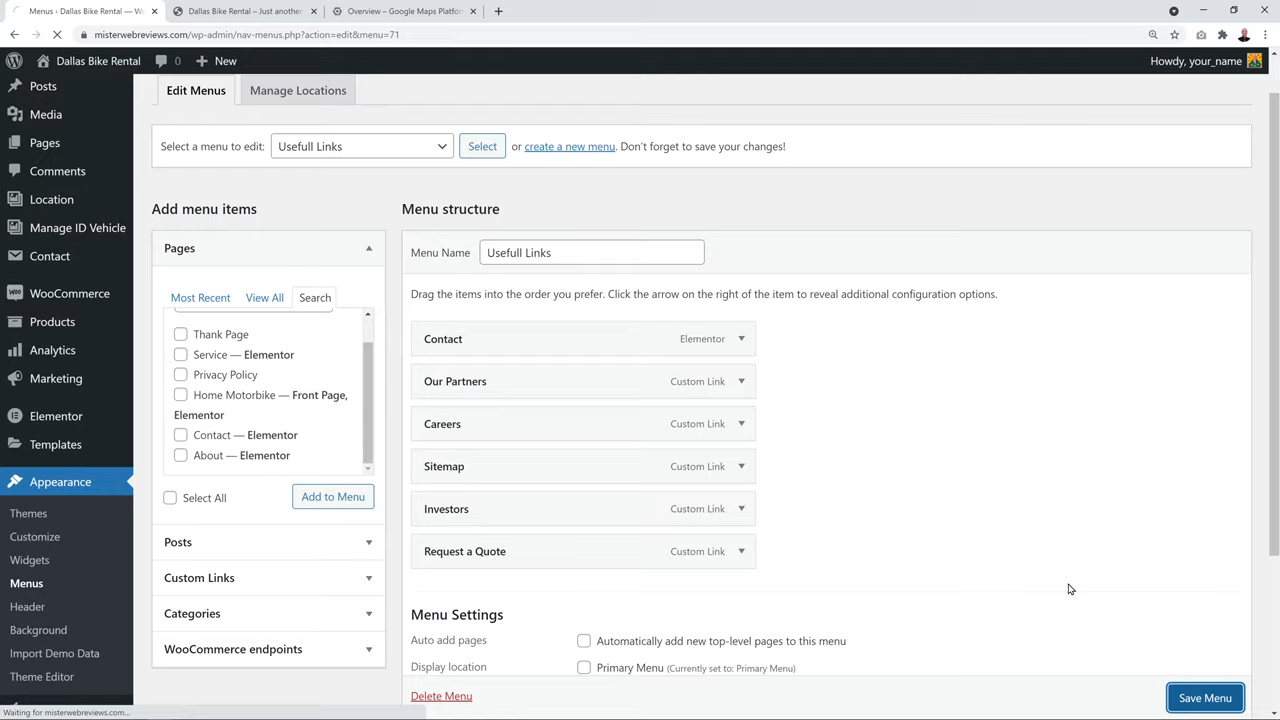 Menus ‹ Dallas Bike Rental — Wo
Dallas Bike Rental – Just another
Overview – Google Maps Platfor
misterwebreviews.com/wp-admin/nav-menus.php?action=edit&menu=71
Dallas Bike Rental
0
New
Howdy, your_name
Posts
Media
Pages
Comments
Location
Manage ID Vehicle
Contact
WooCommerce
Products
Analytics
Marketing
Elementor
Templates
Appearance
Themes
Customize
Widgets
Menus
Header
Background
Import Demo Data
Theme Editor
Edit Menus
Manage Locations
Select a menu to edit:
Usefull Links
Select
or create a new menu. Don’t forget to save your changes!
Add menu items
Pages
Most Recent
View All
Search
Thank Page
Service — Elementor
Privacy Policy
Home Motorbike — Front Page,
Elementor
Contact — Elementor
About — Elementor
Select All
Add to Menu
Posts
Custom Links
Categories
WooCommerce endpoints
Menu structure
Menu Name
Usefull Links
Drag the items into the order you prefer. Click the arrow on the right of the item to reveal additional configuration options.
Contact
Elementor
Our Partners
Custom Link
Careers
Custom Link
Sitemap
Custom Link
Investors
Custom Link
Request a Quote
Custom Link
Menu Settings
Auto add pages
Automatically add new top-level pages to this menu
Display location
Primary Menu (Currently set to: Primary Menu)
Delete Menu
Save Menu
Waiting for misterwebreviews.com...